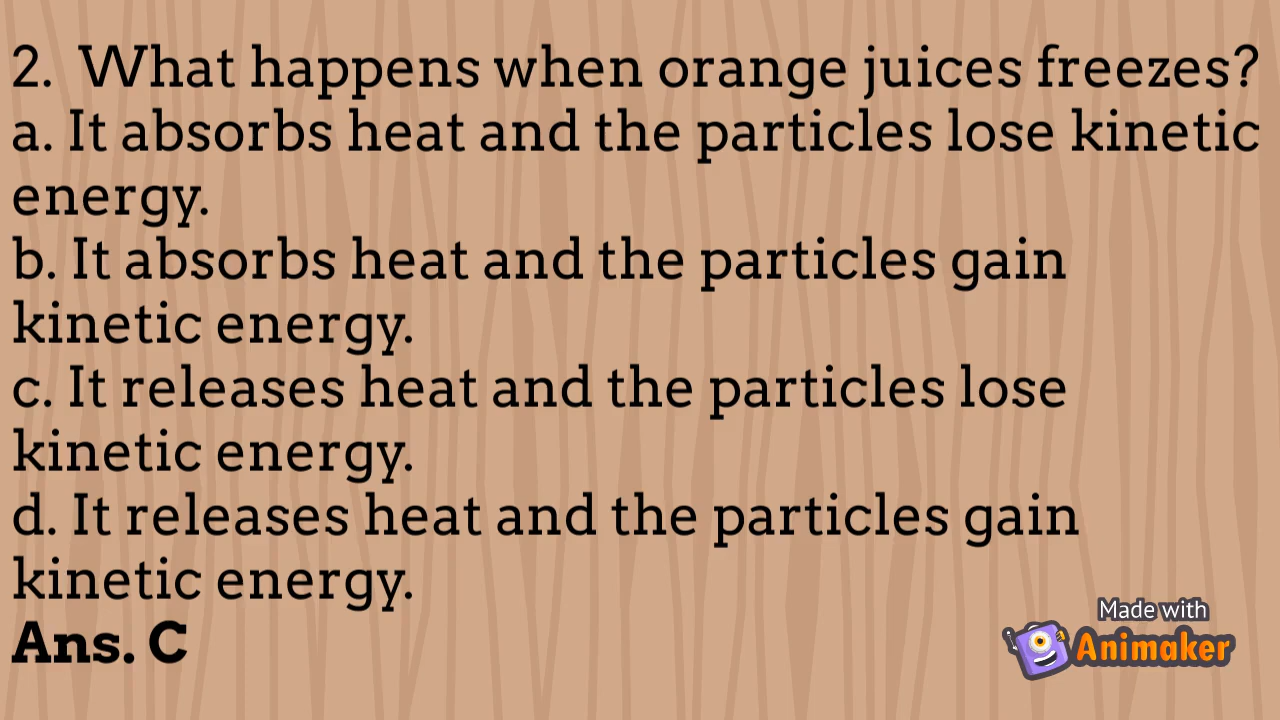 2.  What happens when orange juices freezes?
a. It absorbs heat and the particles lose kinetic
energy.
b. It absorbs heat and the particles gain
kinetic energy.
c. It releases heat and the particles lose
kinetic energy.
d. It releases heat and the particles gain
kinetic energy.
Ans. C
Made with
Animaker